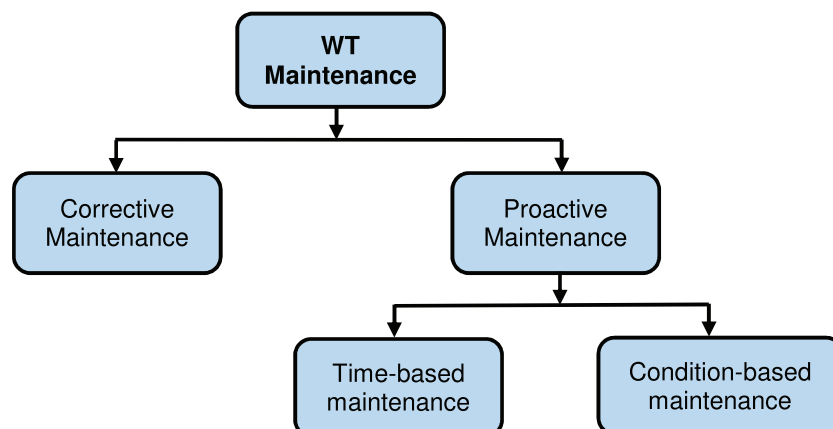 WT
Maintenance
Corrective
Maintenance
Proactive
Maintenance
Time-based
maintenance
Condition-based
maintenance